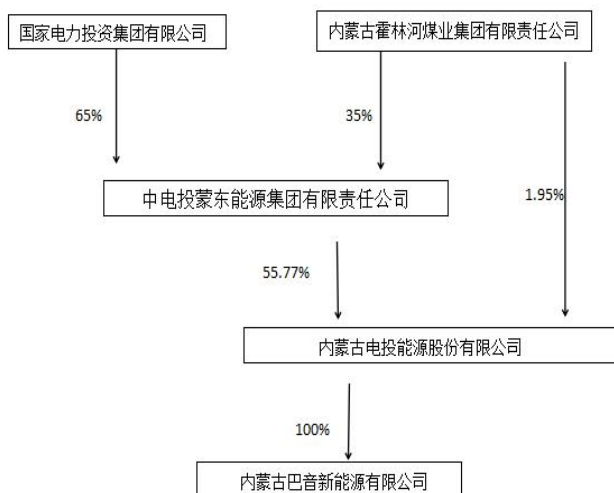 国家电力投资集团有限公司
内蒙古霍林河煤业集团有限责任公司
65%
35%
中电投蒙东能源集团有限责任公司
1.95%
55.77%
内蒙古电投能源股份有限公司
100%
内蒙古巴音新能源有限公司